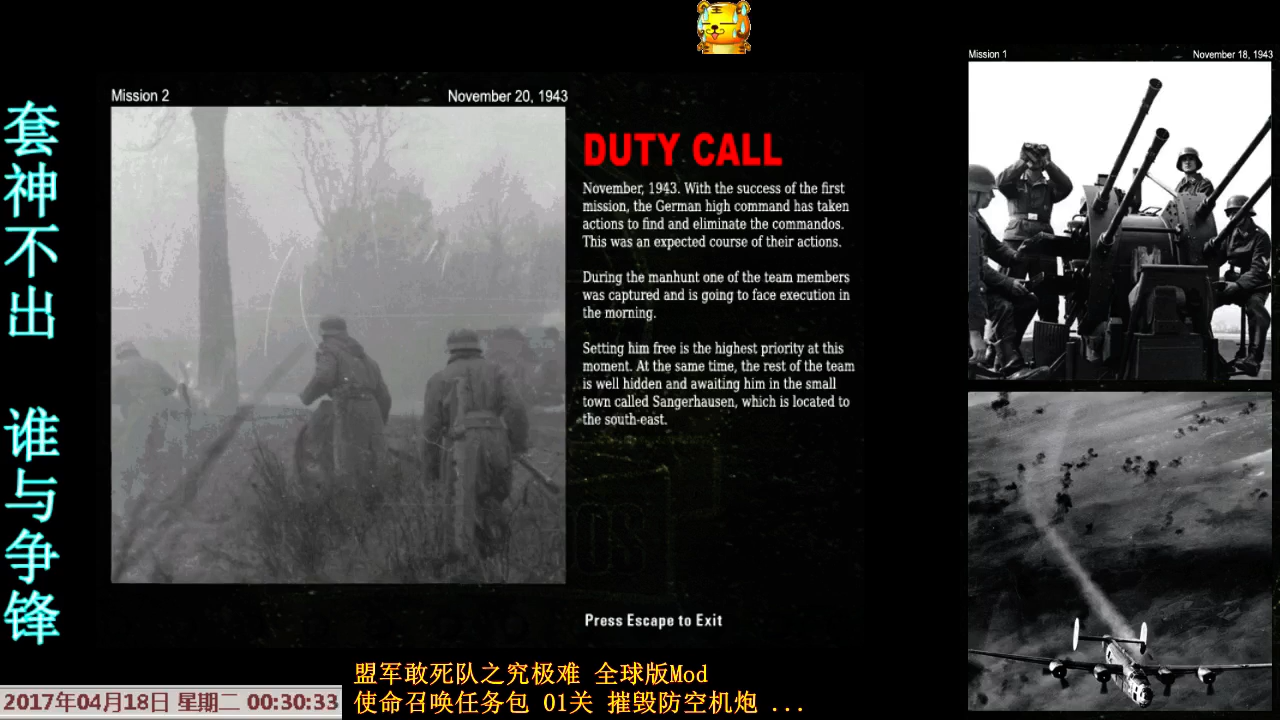 套神不出 谁与争锋
Mission 2 November 20, 1943
DUTY CALL
November, 1943. With the success of the first
mission, the German high command has taken
actions to find and eliminate the commandos.
This was an expected course of their actions.
During the manhunt one of the team members
was captured and is going to face execution in
the morning.
Setting him free is the highest priority at this
moment. At the same time, the rest of the team
is well hidden and awaiting him in the small
town called Sangerhausen, which is located to
the south-east.
Press Escape to Exit
Mission 1 November 18, 1943
盟军敢死队之究极难 全球版Mod
使命召唤任务包 01关 摧毁防空机炮 ...
2017年04月18日 星期二 00:30:33